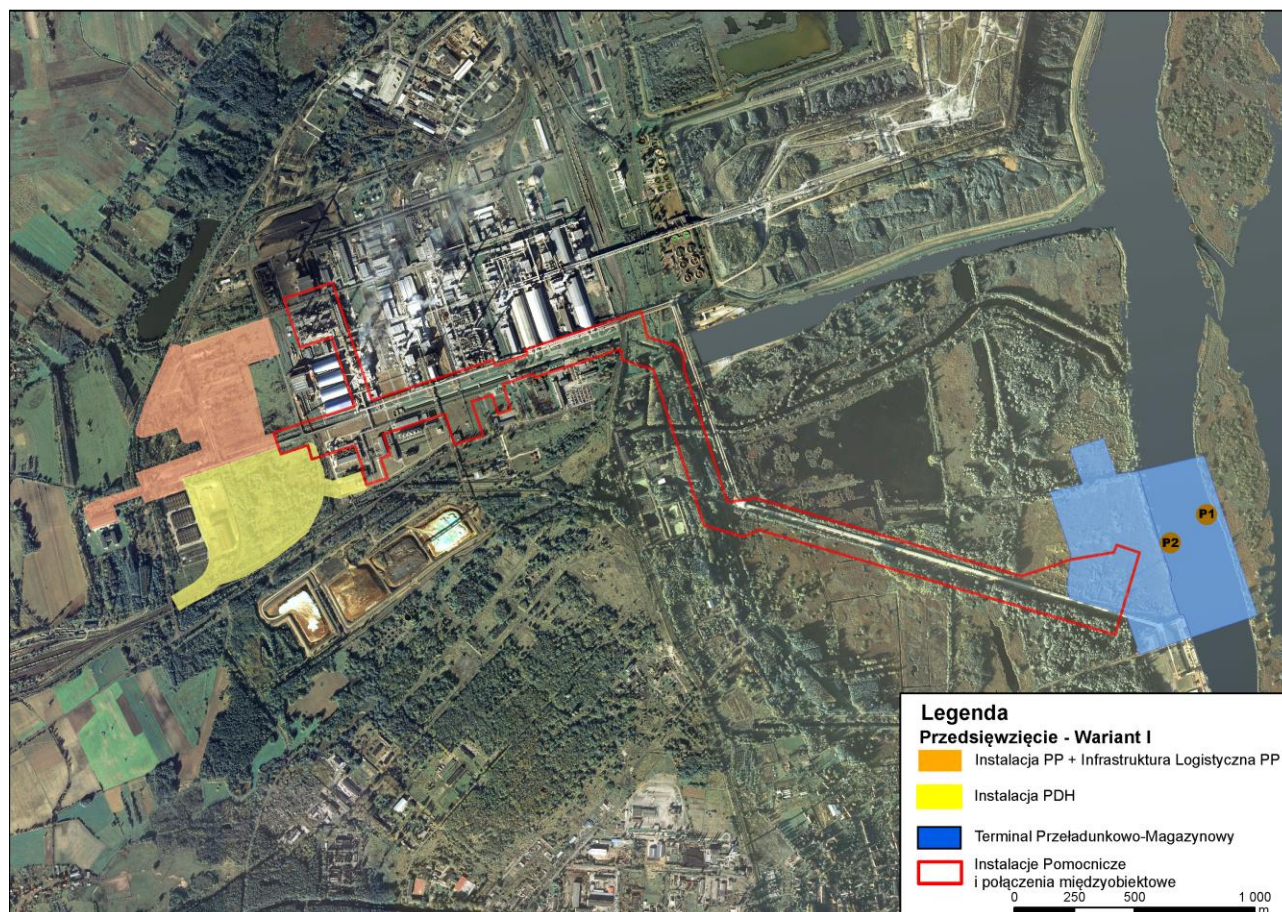 P1
P2
Legenda
Przedsięwzięcie - Wariant I
Instalacja PP + Infrastruktura Logistyczna PP
Instalacja PDH
Terminal Przeładunkowo-Magazynowy
Instalacje Pomocnicze
i połączenia międzyobiektowe
0 250 500 1 000
m